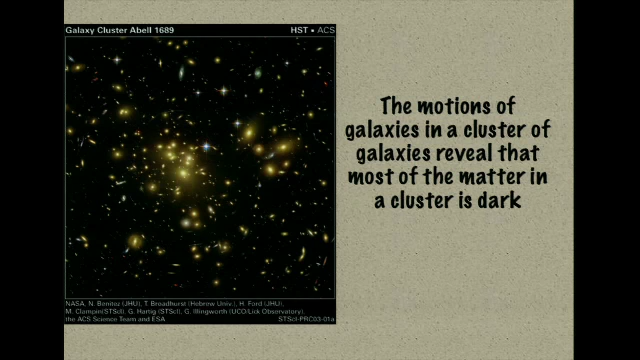 Galaxy Cluster Abell 1689 HST • ACS
The motions of
galaxies in a cluster of
galaxies reveal that
most of the matter in
a cluster is dark
NASA, N. Benitez (JHU), T. Broadhurst (Hebrew Univ.), H. Ford (JHU),
M. Clampin(STScI), G. Hartig (STScI), G. Illingworth (UCO/Lick Observatory),
the ACS Science Team and ESA STScI-PRC03-01a